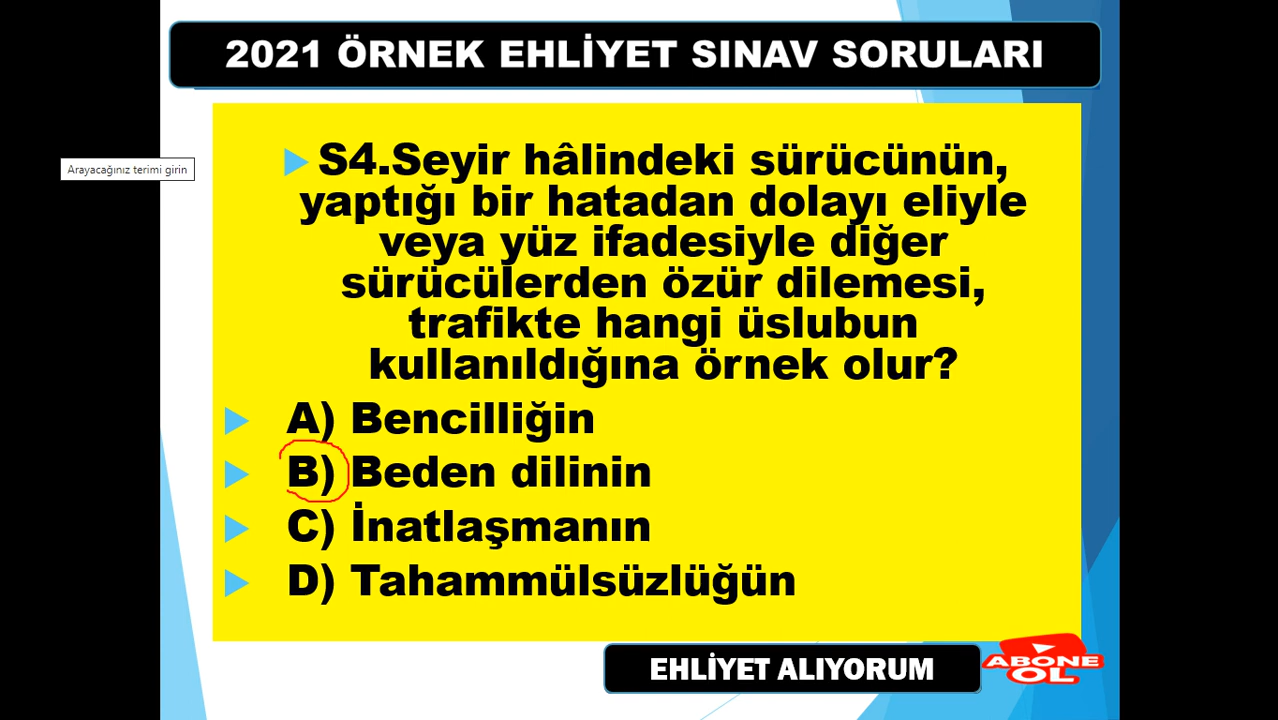 2021 ÖRNEK EHLİYET SINAV SORULARI
Arayacağınız terimi girin
S4.Seyir hâlindeki sürücünün,
yaptığı bir hatadan dolayı eliyle
veya yüz ifadesiyle diğer
sürücülerden özür dilemesi,
trafikte hangi üslubun
kullanıldığına örnek olur?
A) Bencilliğin
B) Beden dilinin
C) İnatlaşmanın
D) Tahammülsüzlüğün
EHLİYET ALIYORUM
ABONE
OL